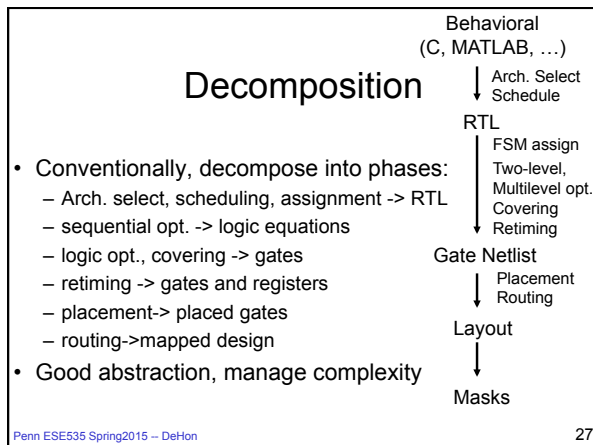 Decomposition
• Conventionally, decompose into phases:
– Arch. select, scheduling, assignment -> RTL
– sequential opt. -> logic equations
– logic opt., covering -> gates
– retiming -> gates and registers
– placement-> placed gates
– routing->mapped design
• Good abstraction, manage complexity
Behavioral
(C, MATLAB, …)
Arch. Select
Schedule
RTL
FSM assign
Two-level,
Multilevel opt.
Covering
Retiming
Gate Netlist
Placement
Routing
Layout
Masks
Penn ESE535 Spring2015 -- DeHon
27